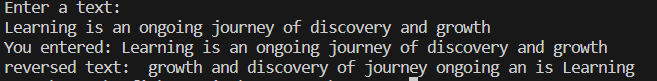 Enter a text:
Learning is an ongoing journey of discovery and growth
You entered: Learning is an ongoing journey of discovery and growth
reversed text:  growth and discovery of journey ongoing an is Learning